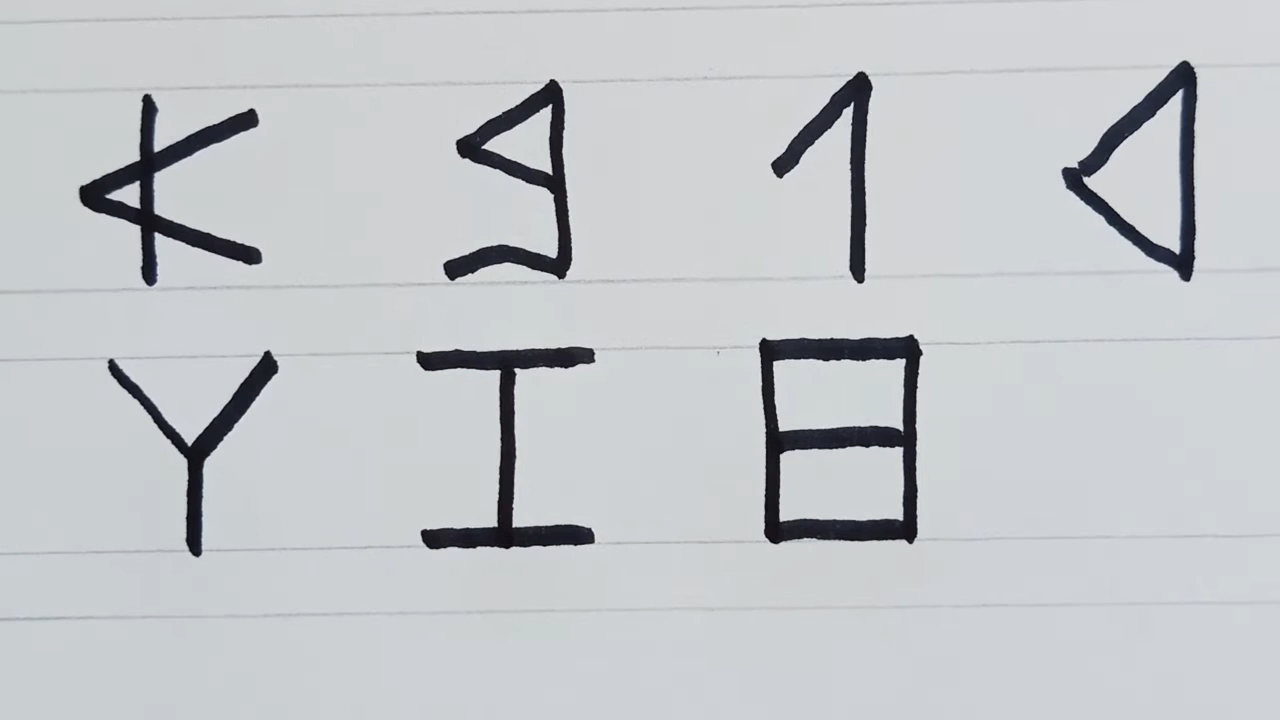 𐤀 𐤁 𐤂 𐤃
𐤅 𐤆 𐤇